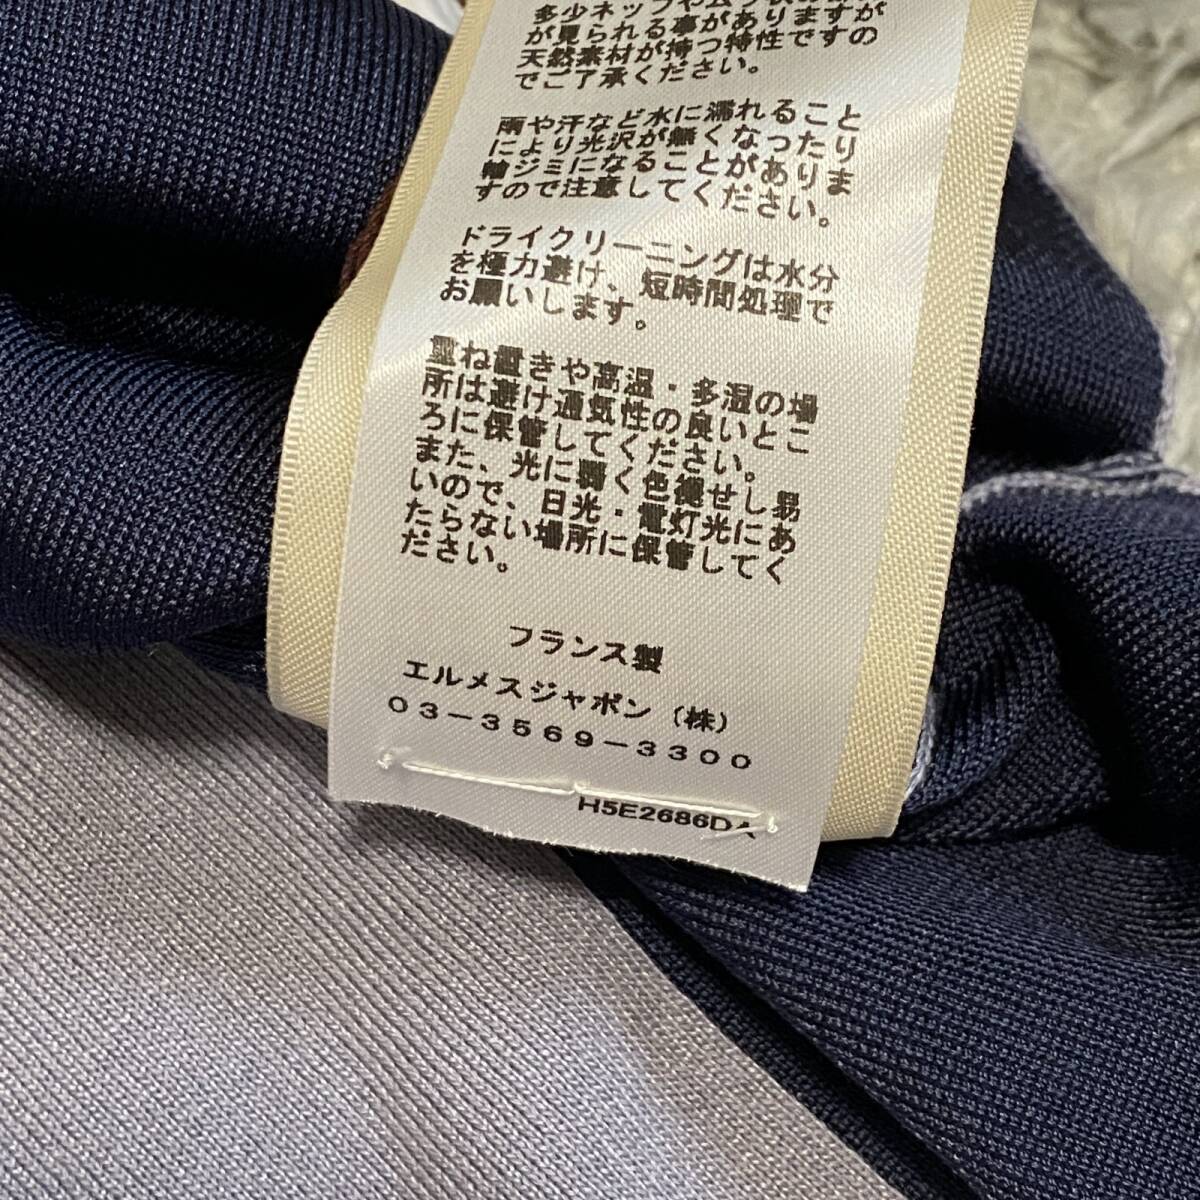 多少ネップやムラ状の
が見られる事がありますが
天然素材が持つ特性ですの
でご了承ください。
雨や汗など水に濡れること
により光沢が無くなったり
輪ジミになることがありま
すので注意してください。
ドライクリーニングは水分
を極力避け、短時間処理で
お願いします。
重ね置きや高温・多湿の場
所は避け通気性の良いとこ
ろに保管してください。
また、光に弱く色褪せし易
いので、日光・電灯光にあ
たらない場所に保管してく
ださい。
フランス製
エルメスジャポン（株）
03-3569-3300
H5E2686DA